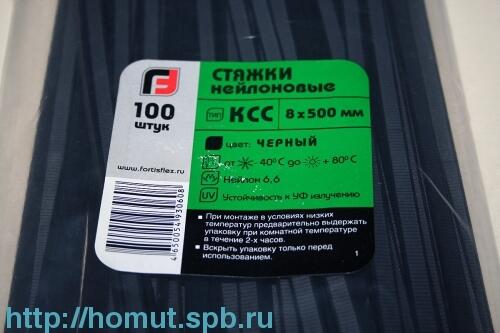 СТЯЖКИ
НЕЙЛОНОВЫЕ
100
штук
тип КСС 8x500 мм
цвет: ЧЕРНЫЙ
от -40°C до +80°C
Нейлон 6,6
UV Устойчивость к УФ излучению
www.fortisflex.ru
4650054930608
При монтаже в условиях низких
температур предварительно выдержать
упаковку при комнатной температуре
в течение 2-х часов.
Вскрыть упаковку только перед
использованием.
1
http://homut.spb.ru